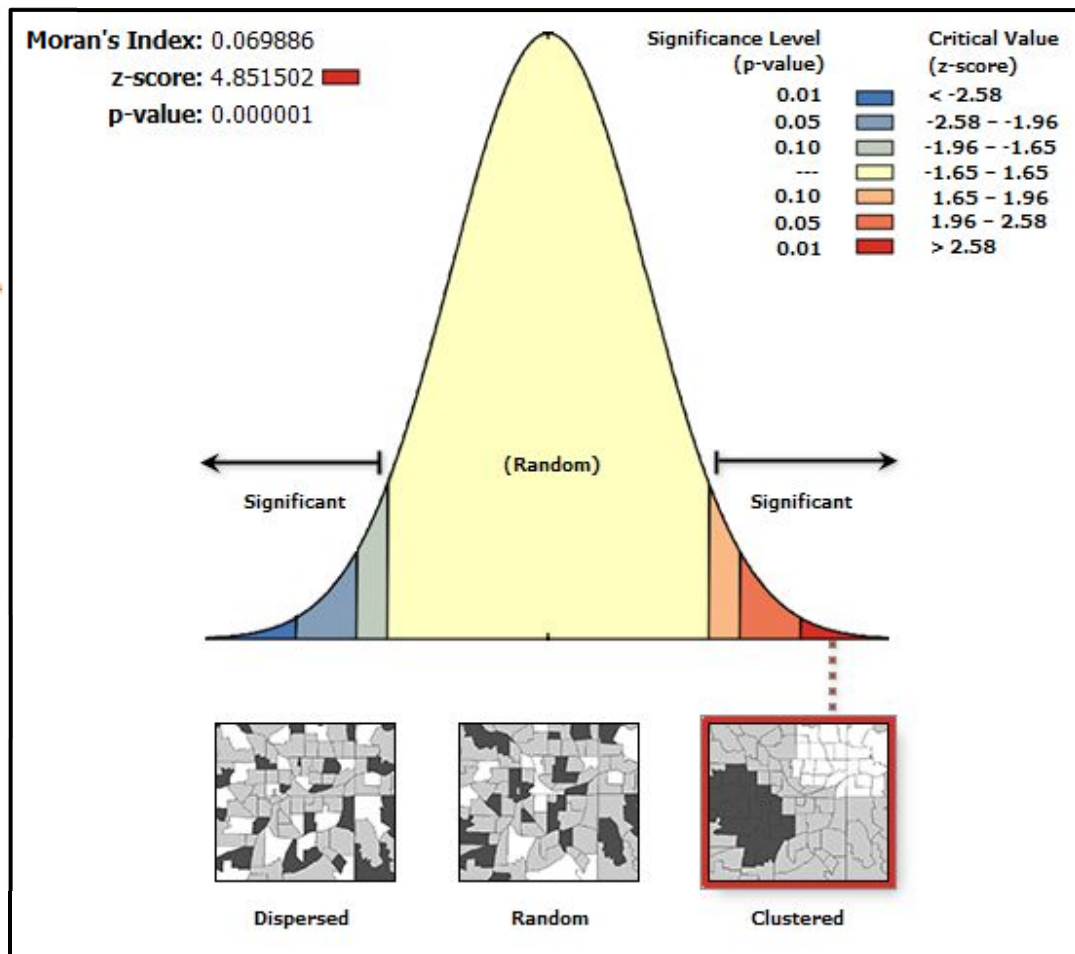 Moran's Index: 0.069886
z-score: 4.851502
p-value: 0.000001
Significance Level Critical Value
(p-value) (z-score)
0.01 < -2.58
0.05 -2.58 – -1.96
0.10 -1.96 – -1.65
--- -1.65 – 1.65
0.10 1.65 – 1.96
0.05 1.96 – 2.58
0.01 > 2.58
(Random)
Significant Significant
Dispersed Random Clustered